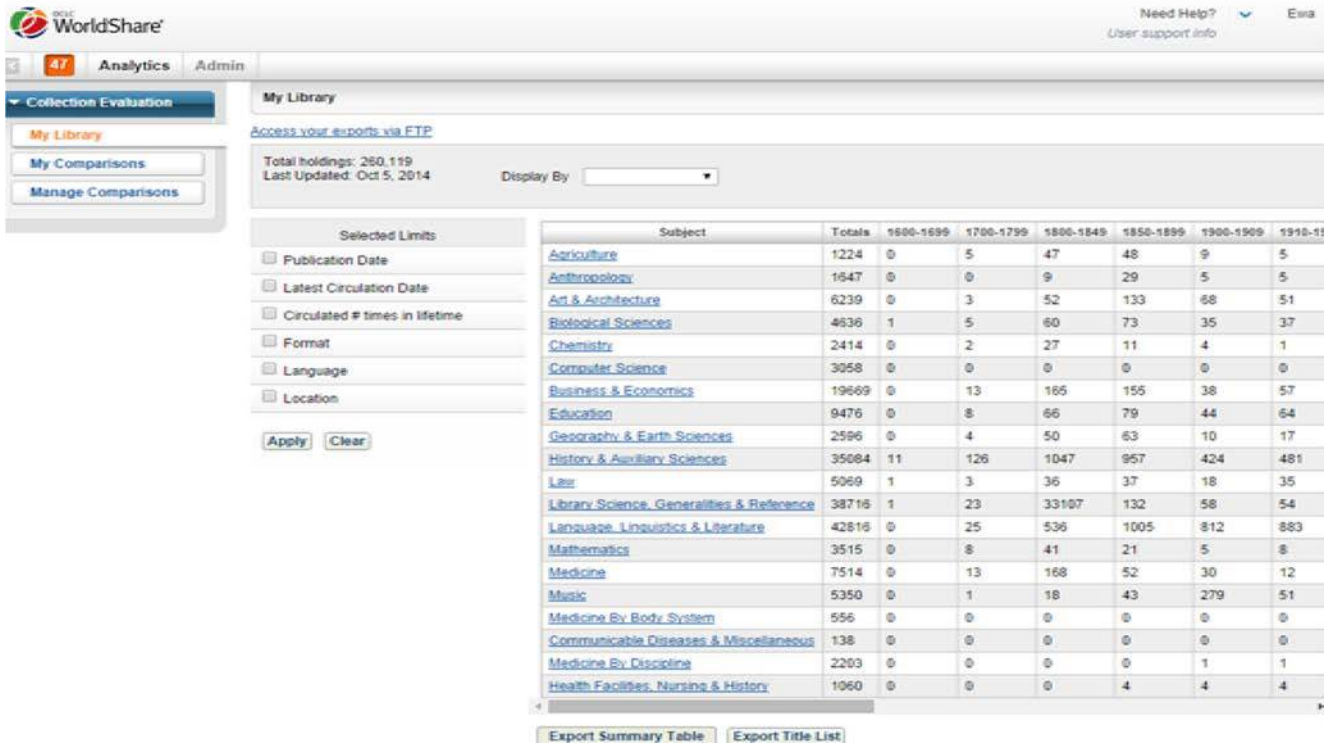 OCLC
WorldShare®
Need Help?
Ewa
User support info
47 Analytics Admin
Collection Evaluation
My Library
My Comparisons
Manage Comparisons
My Library
Access your exports via FTP
Total holdings: 260,119
Last Updated: Oct 5, 2014
Display By
Selected Limits
Publication Date
Latest Circulation Date
Circulated # times in lifetime
Format
Language
Location
Apply Clear
Subject Totals 1600-1699 1700-1799 1800-1849 1850-1899 1900-1909 1910-19
Agriculture 1224 0 5 47 48 9 5
Anthropology 1647 0 0 9 29 5 5
Art & Architecture 6239 0 3 52 133 68 51
Biological Sciences 4636 1 5 60 73 35 37
Chemistry 2414 0 2 27 11 4 1
Computer Science 3058 0 0 0 0 0 0
Business & Economics 19669 0 13 165 155 38 57
Education 9476 0 8 66 79 44 64
Geography & Earth Sciences 2596 0 4 50 63 10 17
History & Auxiliary Sciences 35084 11 126 1047 957 424 481
Law 5069 1 3 36 37 18 35
Library Science, Generalities & Reference 38716 1 23 33107 132 58 54
Language, Linguistics & Literature 42816 0 25 536 1005 812 883
Mathematics 3515 0 8 41 21 5 8
Medicine 7514 0 13 168 52 30 12
Music 5350 0 1 18 43 279 51
Medicine By Body System 556 0 0 0 0 0 0
Communicable Diseases & Miscellaneous 138 0 0 0 0 0 0
Medicine By Discipline 2203 0 0 0 0 1 1
Health Facilities, Nursing & History 1060 0 0 0 4 4 4
Export Summary Table Export Title List